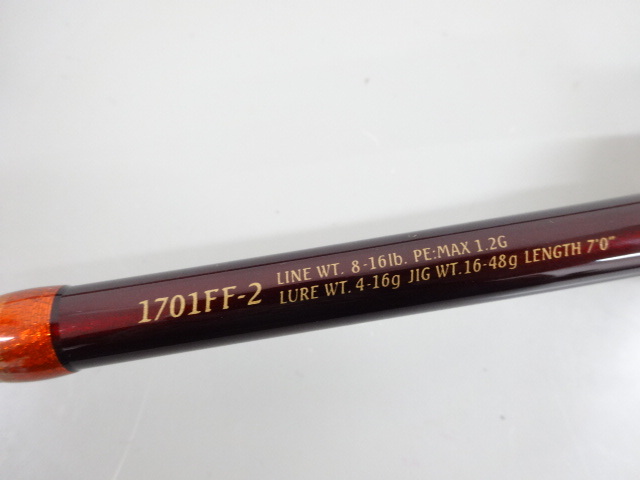 1701FF-2
LINE WT. 8-16lb. PE:MAX 1.2G
LURE WT. 4-16g JIG WT.16-48g LENGTH 7'0"